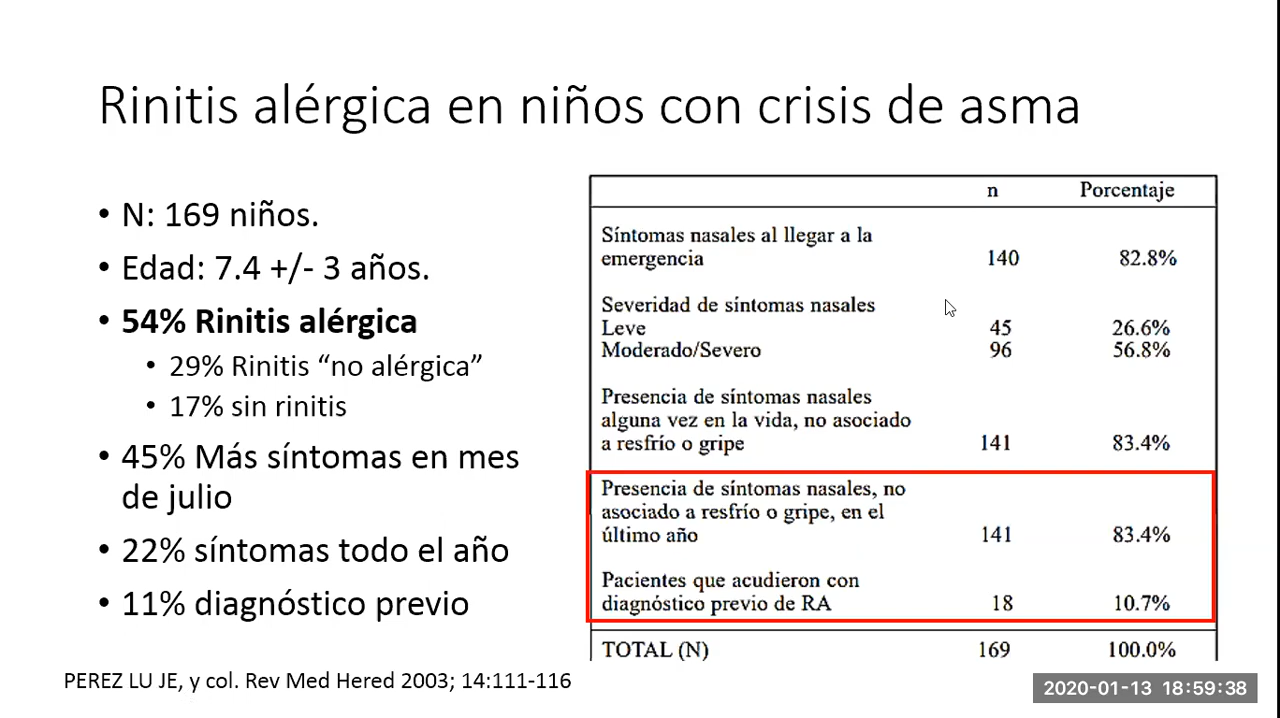 Rinitis alérgica en niños con crisis de asma
• N: 169 niños.
• Edad: 7.4 +/- 3 años.
• 54% Rinitis alérgica
• 29% Rinitis “no alérgica”
• 17% sin rinitis
• 45% Más síntomas en mes
de julio
• 22% síntomas todo el año
• 11% diagnóstico previo
n Porcentaje
Síntomas nasales al llegar a la
emergencia 140 82.8%
Severidad de síntomas nasales
Leve 45 26.6%
Moderado/Severo 96 56.8%
Presencia de síntomas nasales
alguna vez en la vida, no asociado
a resfrío o gripe 141 83.4%
Presencia de síntomas nasales, no
asociado a resfrío o gripe, en el
último año 141 83.4%
Pacientes que acudieron con
diagnóstico previo de RA 18 10.7%
TOTAL (N) 169 100.0%
PEREZ LU JE, y col. Rev Med Hered 2003; 14:111-116
2020-01-13 18:59:38